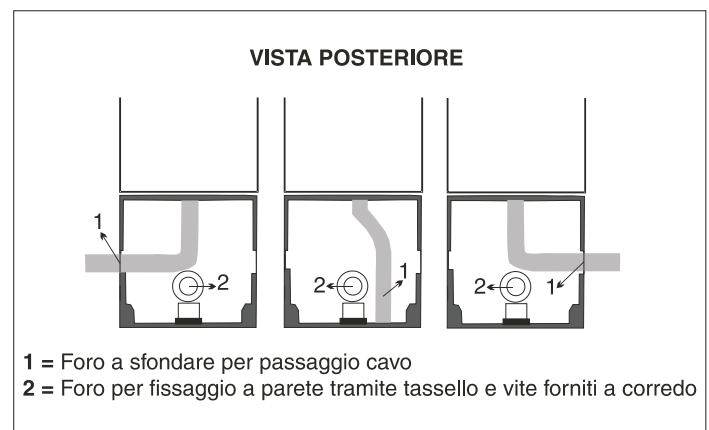 VISTA POSTERIORE
1
2
2
1
2
1
1 = Foro a sfondare per passaggio cavo
2 = Foro per fissaggio a parete tramite tassello e vite forniti a corredo